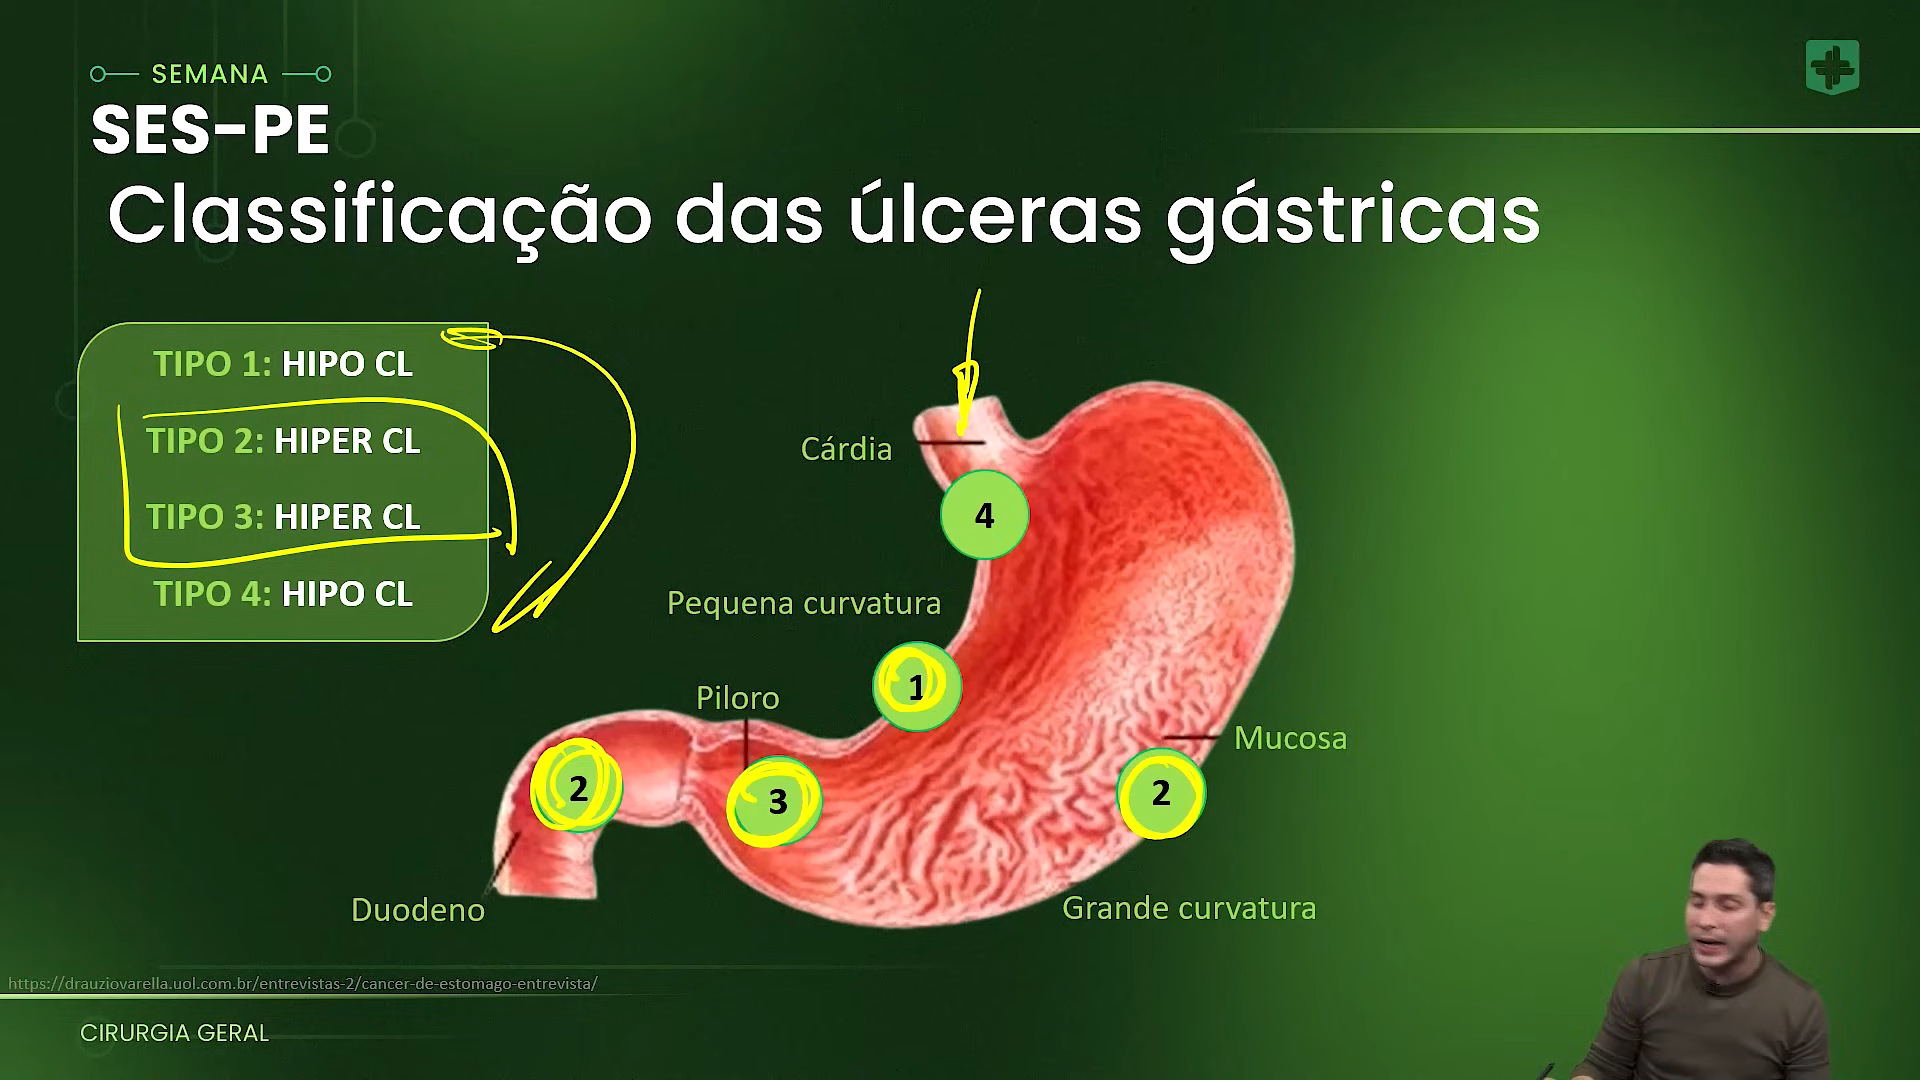 SEMANA
SES-PE
Classificação das úlceras gástricas
TIPO 1: HIPO CL
TIPO 2: HIPER CL
TIPO 3: HIPER CL
TIPO 4: HIPO CL
Cárdia
4
Pequena curvatura
1
Piloro
Mucosa
2
3
2
Duodeno
Grande curvatura
https://drauziovarella.uol.com.br/entrevistas-2/cancer-de-estomago-entrevista/
CIRURGIA GERAL